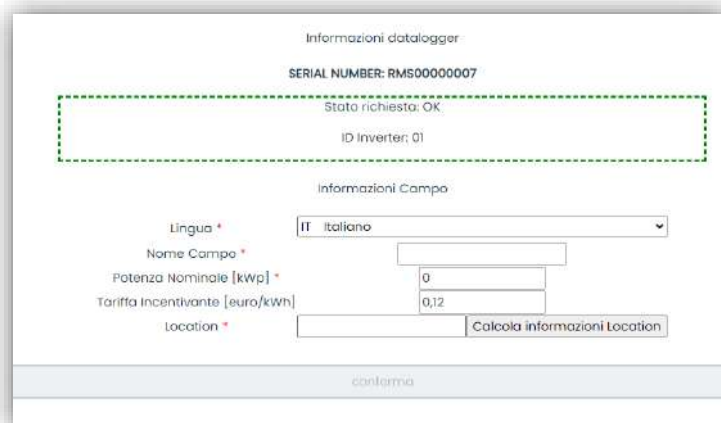 Informazioni datalogger
SERIAL NUMBER: RMS00000007
Stato richiesta: OK
ID Inverter: 01
Informazioni Campo
Lingua * IT Italiano
Nome Campo *
Potenza Nominale [kWp] * 0
Tariffa Incentivante [euro/kWh] 0,12
Location * Calcola informazioni Location
conferma